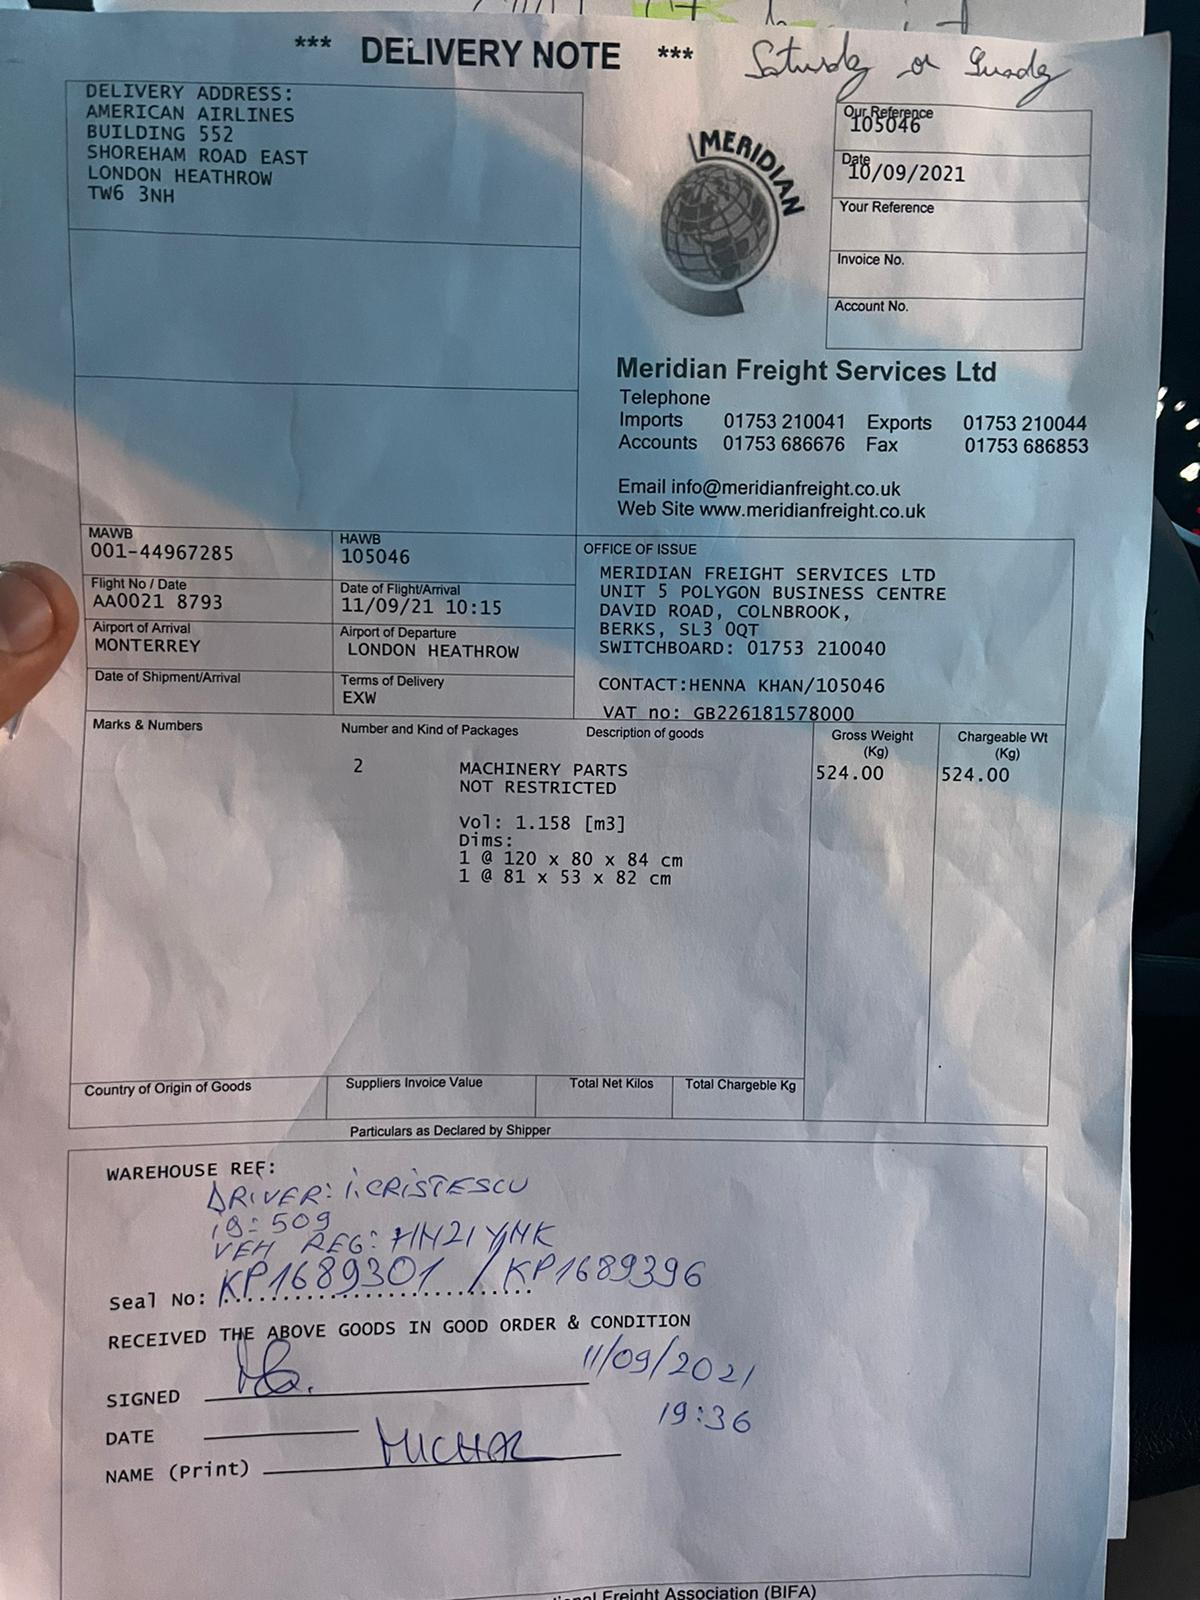 *** DELIVERY NOTE ***
Saturday or Sunday
DELIVERY ADDRESS:
AMERICAN AIRLINES
BUILDING 552
SHOREHAM ROAD EAST
LONDON HEATHROW
TW6 3NH
MERIDIAN
Our Reference
105046
Date
10/09/2021
Your Reference
Invoice No.
Account No.
Meridian Freight Services Ltd
Telephone
Imports 01753 210041 Exports 01753 210044
Accounts 01753 686676 Fax 01753 686853
Email info@meridianfreight.co.uk
Web Site www.meridianfreight.co.uk
MAWB
001-44967285
HAWB
105046
Flight No / Date
AA0021 8793
Date of Flight/Arrival
11/09/21 10:15
Airport of Arrival
MONTERREY
Airport of Departure
LONDON HEATHROW
Date of Shipment/Arrival
Terms of Delivery
EXW
OFFICE OF ISSUE
MERIDIAN FREIGHT SERVICES LTD
UNIT 5 POLYGON BUSINESS CENTRE
DAVID ROAD, COLNBROOK,
BERKS, SL3 0QT
SWITCHBOARD: 01753 210040
CONTACT:HENNA KHAN/105046
VAT no: GB226181578000
Marks & Numbers
Number and Kind of Packages
Description of goods
Gross Weight
(Kg)
Chargeable Wt
(Kg)
2 MACHINERY PARTS 524.00 524.00
NOT RESTRICTED
Vol: 1.158 [m3]
Dims:
1 @ 120 x 80 x 84 cm
1 @ 81 x 53 x 82 cm
Country of Origin of Goods
Suppliers Invoice Value
Total Net Kilos
Total Chargeable Kg
Particulars as Declared by Shipper
WAREHOUSE REF:
DRIVER: I.CRISTESCU
509
VEH REG: HN21 YMK
Seal No: KP1689301 / KP1689396
RECEIVED THE ABOVE GOODS IN GOOD ORDER & CONDITION
SIGNED
11/09/2021
19:36
DATE
NAME (Print) MICHAL
Freight Association (BIFA)